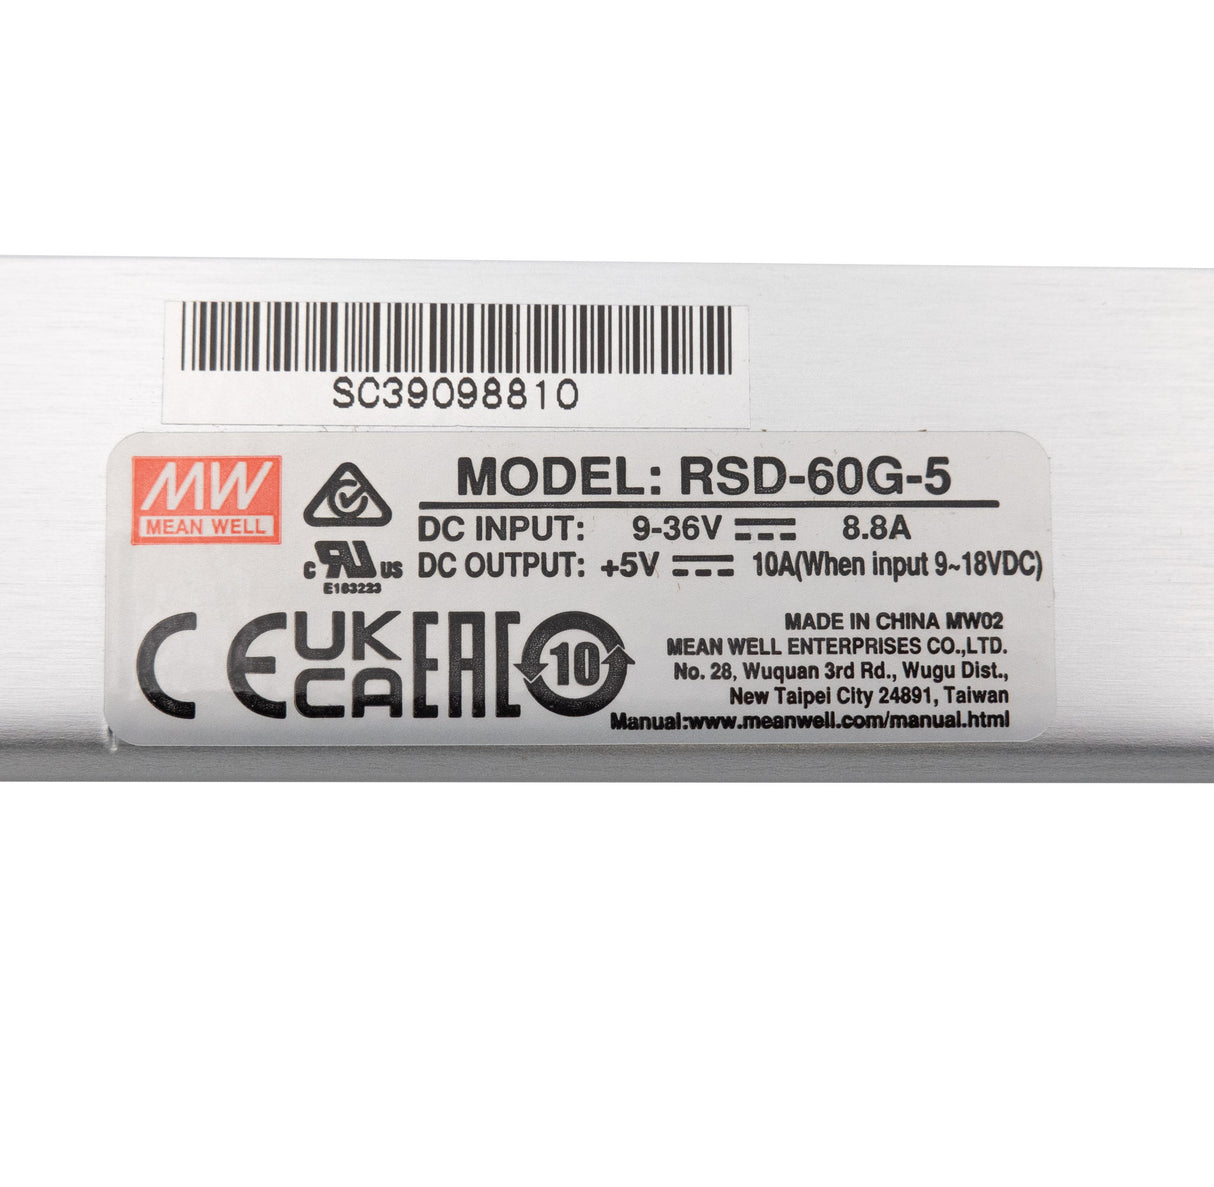 SC39098810
MW
MEAN WELL
MODEL: RSD-60G-5
DC INPUT: 9-36V 8.8A
DC OUTPUT: +5V 10A(When input 9~18VDC)
c RU us
E183223
CE UK CA EAC 10
MADE IN CHINA MW02
MEAN WELL ENTERPRISES CO.,LTD.
No. 28, Wuquan 3rd Rd., Wugu Dist.,
New Taipei City 24891, Taiwan
Manual:www.meanwell.com/manual.html